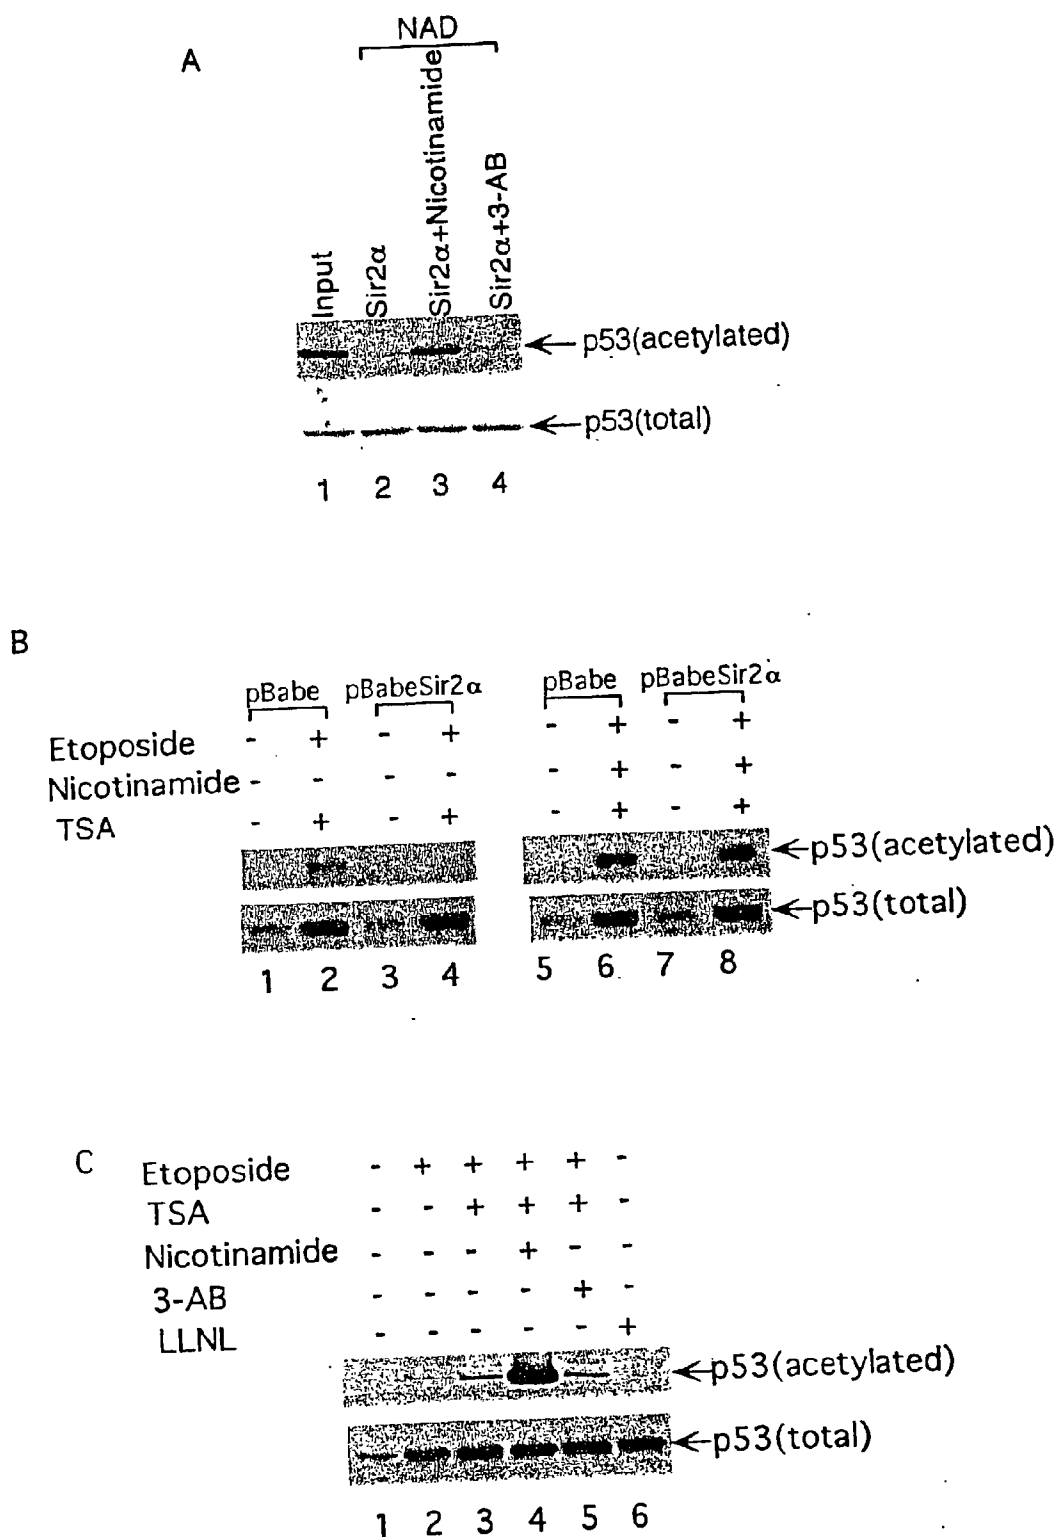 A
NAD
Input
Sir2α
Sir2α+Nicotinamide
Sir2α+3-AB
p53(acetylated)
p53(total)
1 2 3 4
B
pBabe pBabeSir2α pBabe pBabeSir2α
Etoposide - + - + - + - +
Nicotinamide - - - - - + - +
TSA - + - + - + - +
p53(acetylated)
p53(total)
1 2 3 4 5 6 7 8
C
Etoposide - + + + + -
TSA - - + + + -
Nicotinamide - - - + - -
3-AB - - - - + -
LLNL - - - - - +
p53(acetylated)
p53(total)
1 2 3 4 5 6